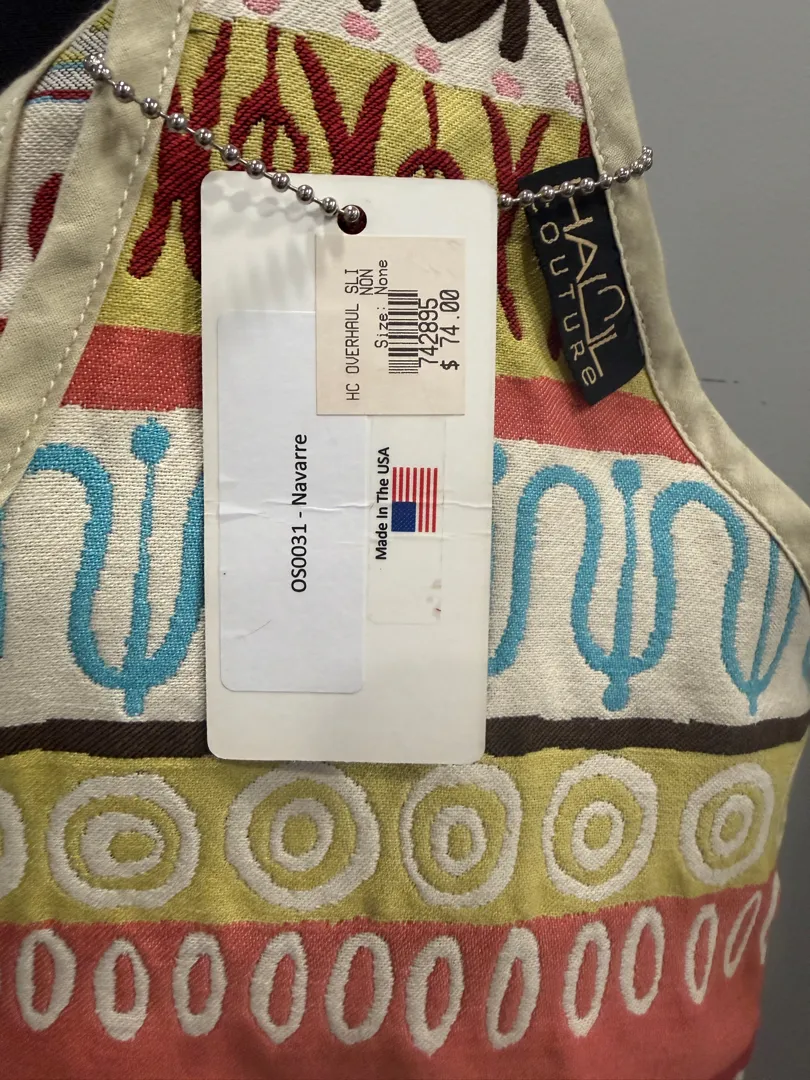 HC OVERHAUL SLI
NON
Size: None
742895
$ 74.00
OS0031 - Navarre
Made In The USA
HAUL
COUTURE